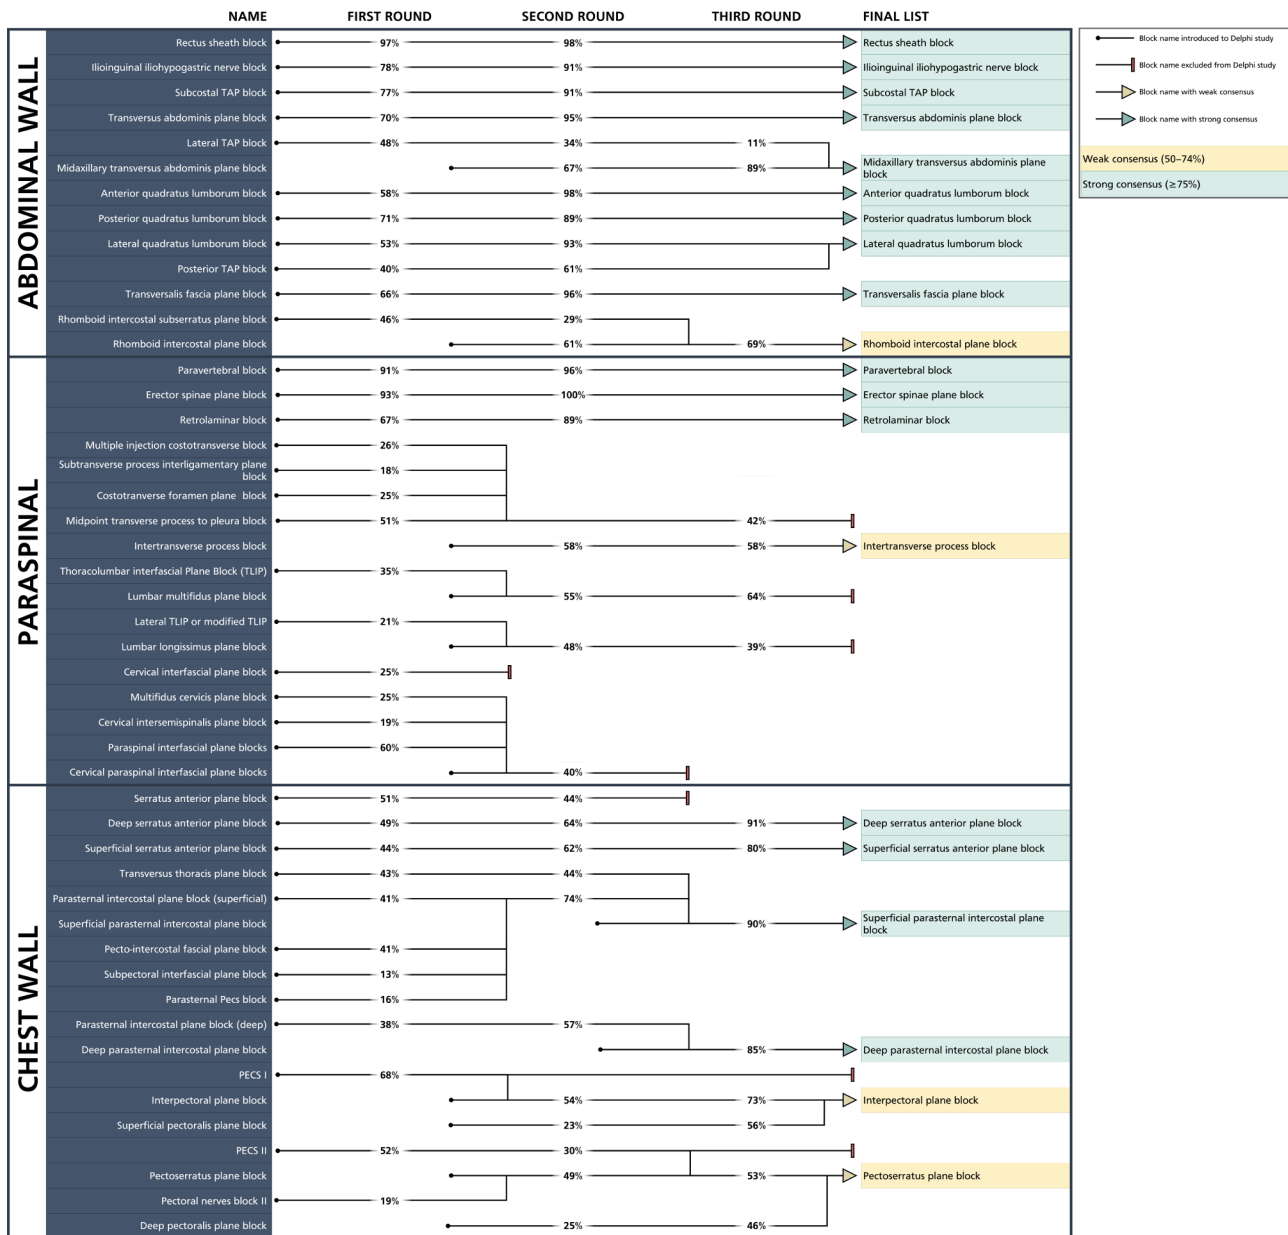 NAME FIRST ROUND SECOND ROUND THIRD ROUND FINAL LIST
ABDOMINAL WALL
Rectus sheath block 97% 98% Rectus sheath block
Ilioinguinal iliohypogastric nerve block 78% 91% Ilioinguinal iliohypogastric nerve block
Subcostal TAP block 77% 91% Subcostal TAP block
Transversus abdominis plane block 70% 95% Transversus abdominis plane block
Lateral TAP block 48% 34% 11%
Midaxillary transversus abdominis plane block 67% 89% Midaxillary transversus abdominis plane
block
Anterior quadratus lumborum block 58% 98% Anterior quadratus lumborum block
Posterior quadratus lumborum block 71% 89% Posterior quadratus lumborum block
Lateral quadratus lumborum block 53% 93% Lateral quadratus lumborum block
Posterior TAP block 40% 61%
Transversalis fascia plane block 66% 96% Transversalis fascia plane block
Rhomboid intercostal subserratus plane block 46% 29%
Rhomboid intercostal plane block 61% 69% Rhomboid intercostal plane block
PARASPINAL
Paravertebral block 91% 96% Paravertebral block
Erector spinae plane block 93% 100% Erector spinae plane block
Retrolaminar block 67% 89% Retrolaminar block
Multiple injection costotransverse block 26%
Subtransverse process interligamentary plane
block 18%
Costotranverse foramen plane block 25%
Midpoint transverse process to pleura block 51% 42%
Intertransverse process block 58% 58% Intertransverse process block
Thoracolumbar interfascial Plane Block (TLIP) 35%
Lumbar multifidus plane block 55% 64%
Lateral TLIP or modified TLIP 21%
Lumbar longissimus plane block 48% 39%
Cervical interfascial plane block 25%
Multifidus cervicis plane block 25%
Cervical intersemispinalis plane block 19%
Paraspinal interfascial plane blocks 60%
Cervical paraspinal interfascial plane blocks 40%
CHEST WALL
Serratus anterior plane block 51% 44%
Deep serratus anterior plane block 49% 64% 91% Deep serratus anterior plane block
Superficial serratus anterior plane block 44% 62% 80% Superficial serratus anterior plane block
Transversus thoracis plane block 43% 44%
Parasternal intercostal plane block (superficial) 41% 74%
Superficial parasternal intercostal plane block 90% Superficial parasternal intercostal plane
block
Pecto-intercostal fascial plane block 41%
Subpectoral interfascial plane block 13%
Parasternal Pecs block 16%
Parasternal intercostal plane block (deep) 38% 57%
Deep parasternal intercostal plane block 85% Deep parasternal intercostal plane block
PECS I 68%
Interpectoral plane block 54% 73% Interpectoral plane block
Superficial pectoralis plane block 23% 56%
PECS II 52% 30%
Pectoserratus plane block 49% 53% Pectoserratus plane block
Pectoral nerves block II 19%
Deep pectoralis plane block 25% 46%
Block name introduced to Delphi study
Block name excluded from Delphi study
Block name with weak consensus
Block name with strong consensus
Weak consensus (50–74%)
Strong consensus (≥75%)